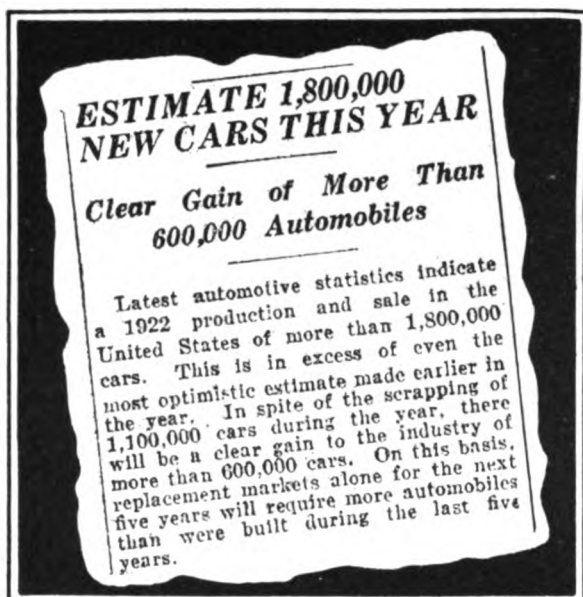 ESTIMATE 1,800,000
NEW CARS THIS YEAR
Clear Gain of More Than
600,000 Automobiles
Latest automotive statistics indicate
a 1922 production and sale in the
United States of more than 1,800,000
cars. This is in excess of even the
most optimistic estimate made earlier in
the year. In spite of the scrapping of
1,100,000 cars during the year, there
will be a clear gain to the industry of
more than 600,000 cars. On this basis,
replacement markets alone for the next
five years will require more automobiles
than were built during the last five
years.